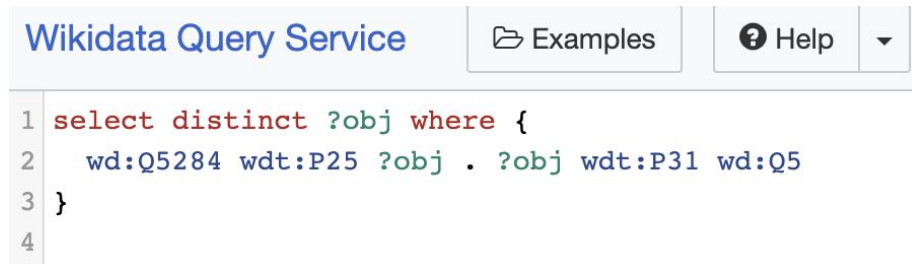 Wikidata Query Service Examples Help
1 select distinct ?obj where {
2 wd:Q5284 wdt:P25 ?obj . ?obj wdt:P31 wd:Q5
3 }
4